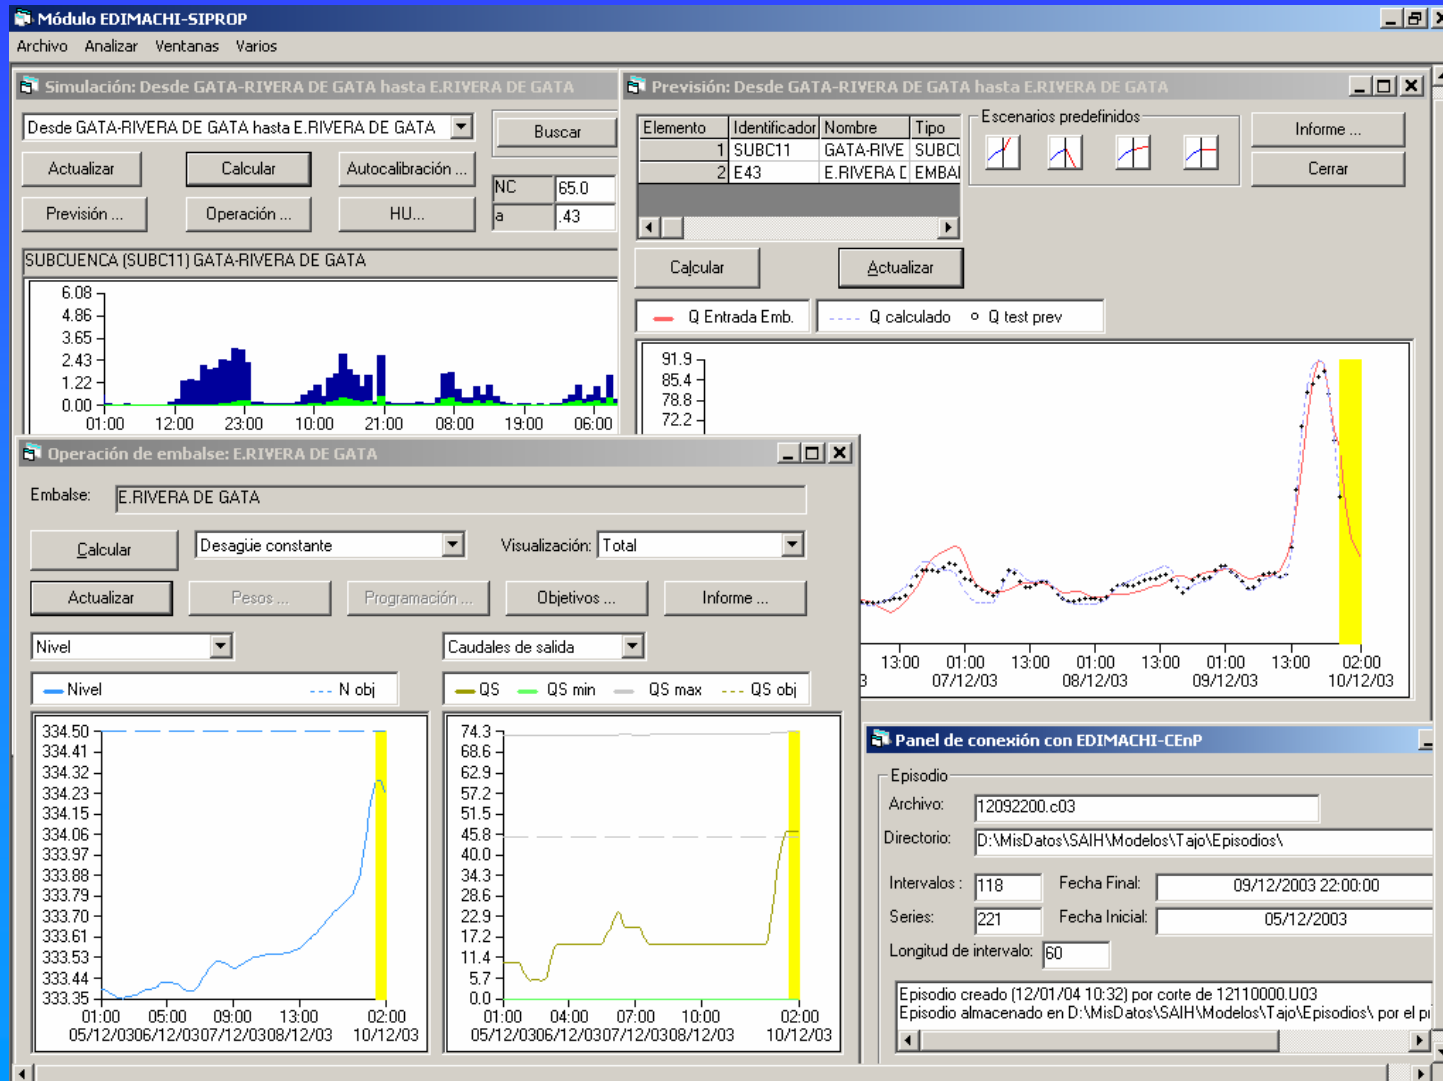 Módulo EDIMACHI-SIPROP
Archivo Analizar Ventanas Varios
Simulación: Desde GATA-RIVERA DE GATA hasta E.RIVERA DE GATA
Desde GATA-RIVERA DE GATA hasta E.RIVERA DE GATA
Buscar
Actualizar Calcular Autocalibración ...
NC 65.0
Previsión ... Operación ... HU...
a .43
SUBCUENCA (SUBC11) GATA-RIVERA DE GATA
6.08
4.86
3.65
2.43
1.22
0.00
01:00 12:00 23:00 10:00 21:00 08:00 19:00 06:00
Previsión: Desde GATA-RIVERA DE GATA hasta E.RIVERA DE GATA
Elemento Identificador Nombre Tipo
1 SUBC11 GATA-RIVE SUBCU
2 E43 E.RIVERA D EMBAI
Escenarios predefinidos
Informe ...
Cerrar
Calcular Actualizar
Q Entrada Emb. Q calculado Q test prev
91.9
85.4
78.8
72.2
13:00 01:00 13:00 01:00 13:00 01:00 13:00 02:00
3 07/12/03 08/12/03 09/12/03 10/12/03
Operación de embalse: E.RIVERA DE GATA
Embalse: E.RIVERA DE GATA
Calcular Desagüe constante Visualización: Total
Actualizar Pesos ... Programación ... Objetivos ... Informe ...
Nivel Caudales de salida
Nivel N obj
QS QS min QS max QS obj
334.50
334.41
334.32
334.23
334.15
334.06
333.97
333.88
333.79
333.70
333.61
333.53
333.44
333.35
01:00 05:00 09:00 13:00 02:00
05/12/03 06/12/03 07/12/03 08/12/03 10/12/03
74.3
68.6
62.9
57.2
51.5
45.8
40.0
34.3
28.6
22.9
17.2
11.4
5.7
0.0
01:00 04:00 07:00 10:00 02:00
05/12/03 06/12/03 07/12/03 08/12/03 10/12/03
Panel de conexión con EDIMACHI-CEnP
Episodio
Archivo: 12092200.c03
Directorio: D:\MisDatos\SAIH\Modelos\Tajo\Episodios\
Intervalos : 118 Fecha Final: 09/12/2003 22:00:00
Series: 221 Fecha Inicial: 05/12/2003
Longitud de intervalo: 60
Episodio creado (12/01/04 10:32) por corte de 12110000.U03
Episodio almacenado en D:\MisDatos\SAIH\Modelos\Tajo\Episodios\ por el pr